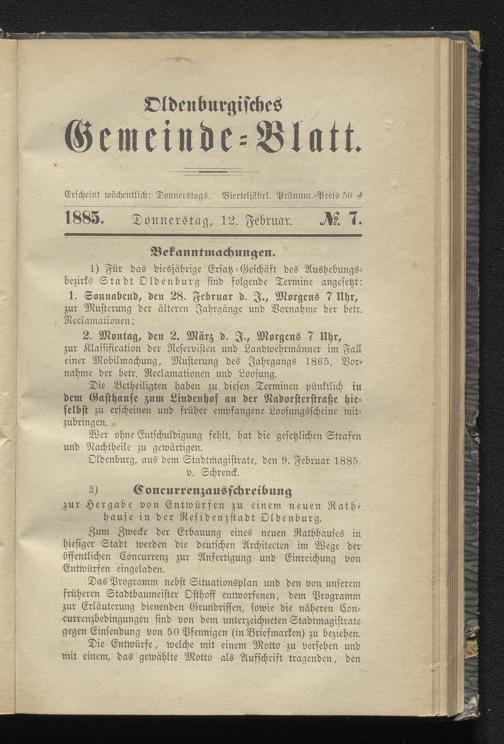 Oldenburgisches
Gemeinde-Blatt.
Erscheint wöchentlich: Donnerstags. Vierteljährl. Pränum.-Preis 50 ₰
1885. Donnerstag, 12. Februar. №. 7.
Bekanntmachungen.
1) Für das diesjährige Ersatz-Geschäft des Aushebungs-
bezirks Stadt Oldenburg sind folgende Termine angesetzt:
1. Sonnabend, den 28. Februar d. J., Morgens 7 Uhr,
zur Musterung der älteren Jahrgänge und Vornahme der betr.
Reclamationen;
2. Montag, den 2. März d. J., Morgens 7 Uhr,
zur Klassification der Reservisten und Landwehrmänner im Fall
einer Mobilmachung, Musterung des Jahrgangs 1865, Vor-
nahme der betr. Reclamationen und Loosung.
Die Betheiligten haben zu diesen Terminen pünktlich in
dem Gasthause zum Lindenhof an der Nadorsterstraße hie-
selbst zu erscheinen und früher empfangene Loosungsscheine mit-
zubringen.
Wer ohne Entschuldigung fehlt, hat die gesetzlichen Strafen
und Nachtheile zu gewärtigen.
Oldenburg, aus dem Stadtmagistrate, den 9. Februar 1885.
v. Schrenck.
2) Concurrenzausschreibung
zur Hergabe von Entwürfen zu einem neuen Rath-
hause in der Residenzstadt Oldenburg.
Zum Zwecke der Erbauung eines neuen Rathhauses in
hiesiger Stadt werden die deutschen Architecten im Wege der
öffentlichen Concurrenz zur Anfertigung und Einreichung von
Entwürfen eingeladen.
Das Programm nebst Situationsplan und den von unserem
früheren Stadtbaumeister Osthoff entworfenen, dem Programm
zur Erläuterung dienenden Grundrissen, sowie die näheren Con-
currenzbedingungen sind von dem unterzeichneten Stadtmagistrate
gegen Einsendung von 50 Pfennigen (in Briefmarken) zu beziehen.
Die Entwürfe, welche mit einem Motto zu versehen und
mit einem, das gewählte Motto als Aufschrift tragenden, den